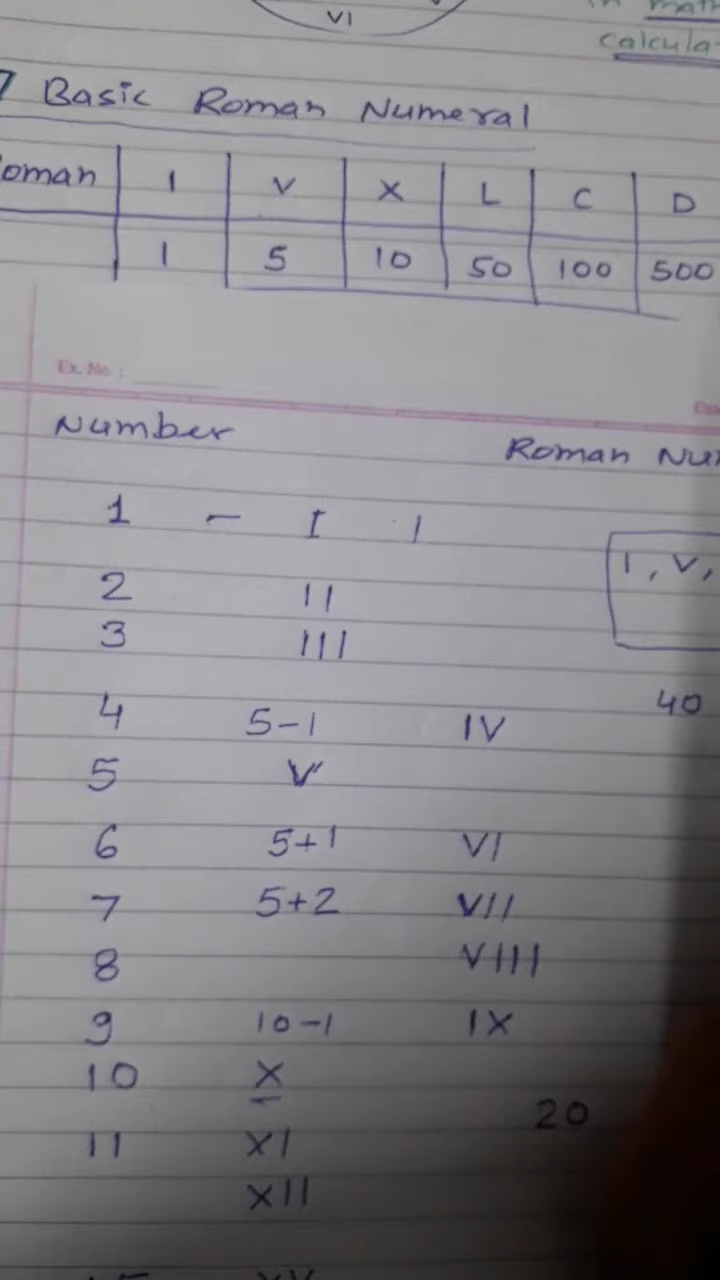 VI
in math
calcula
Basic Roman Numeral
oman I V X L C D
1 5 10 50 100 500
Ex. No. :
Number Roman Nu
1 - I I
I, V,
2 II
3 III
40
4 5-1 IV
5 V
6 5+1 VI
7 5+2 VII
8 VIII
9 10-1 IX
10 X
20
11 XI
XII